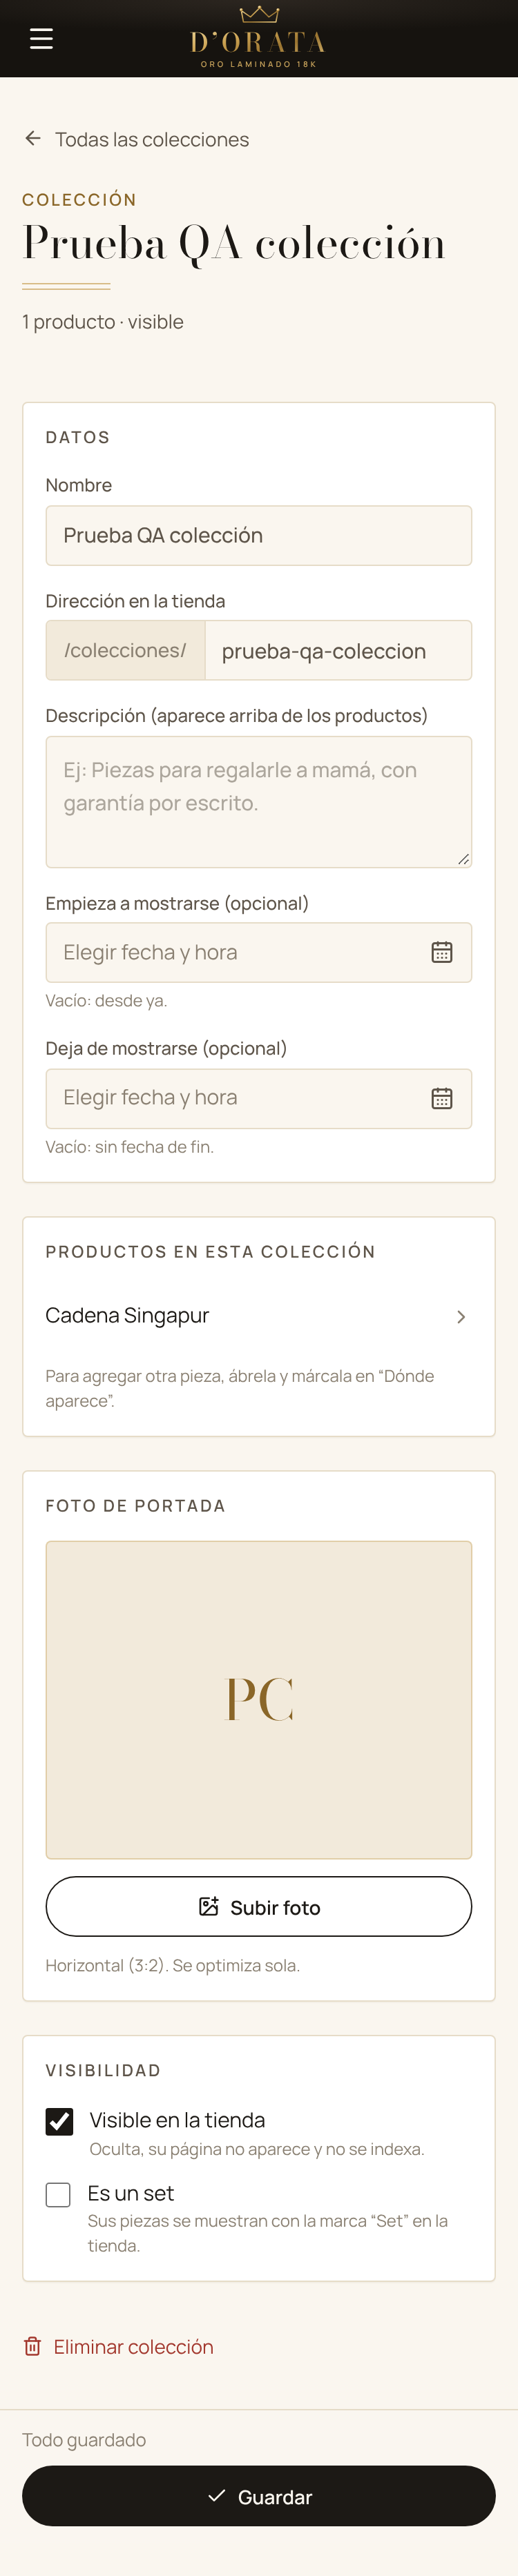 D'ORATA
ORO LAMINADO 18K
Todas las colecciones
COLECCIÓN
Prueba QA colección
1 producto · visible
DATOS
Nombre
Prueba QA colección
Dirección en la tienda
/colecciones/ prueba-qa-coleccion
Descripción (aparece arriba de los productos)
Ej: Piezas para regalarle a mamá, con
garantía por escrito.
Empieza a mostrarse (opcional)
Elegir fecha y hora
Vacío: desde ya.
Deja de mostrarse (opcional)
Elegir fecha y hora
Vacío: sin fecha de fin.
PRODUCTOS EN ESTA COLECCIÓN
Cadena Singapur
Para agregar otra pieza, ábrela y márcala en “Dónde
aparece”.
FOTO DE PORTADA
PC
Subir foto
Horizontal (3:2). Se optimiza sola.
VISIBILIDAD
Visible en la tienda
Oculta, su página no aparece y no se indexa.
Es un set
Sus piezas se muestran con la marca “Set” en la
tienda.
Eliminar colección
Todo guardado
Guardar